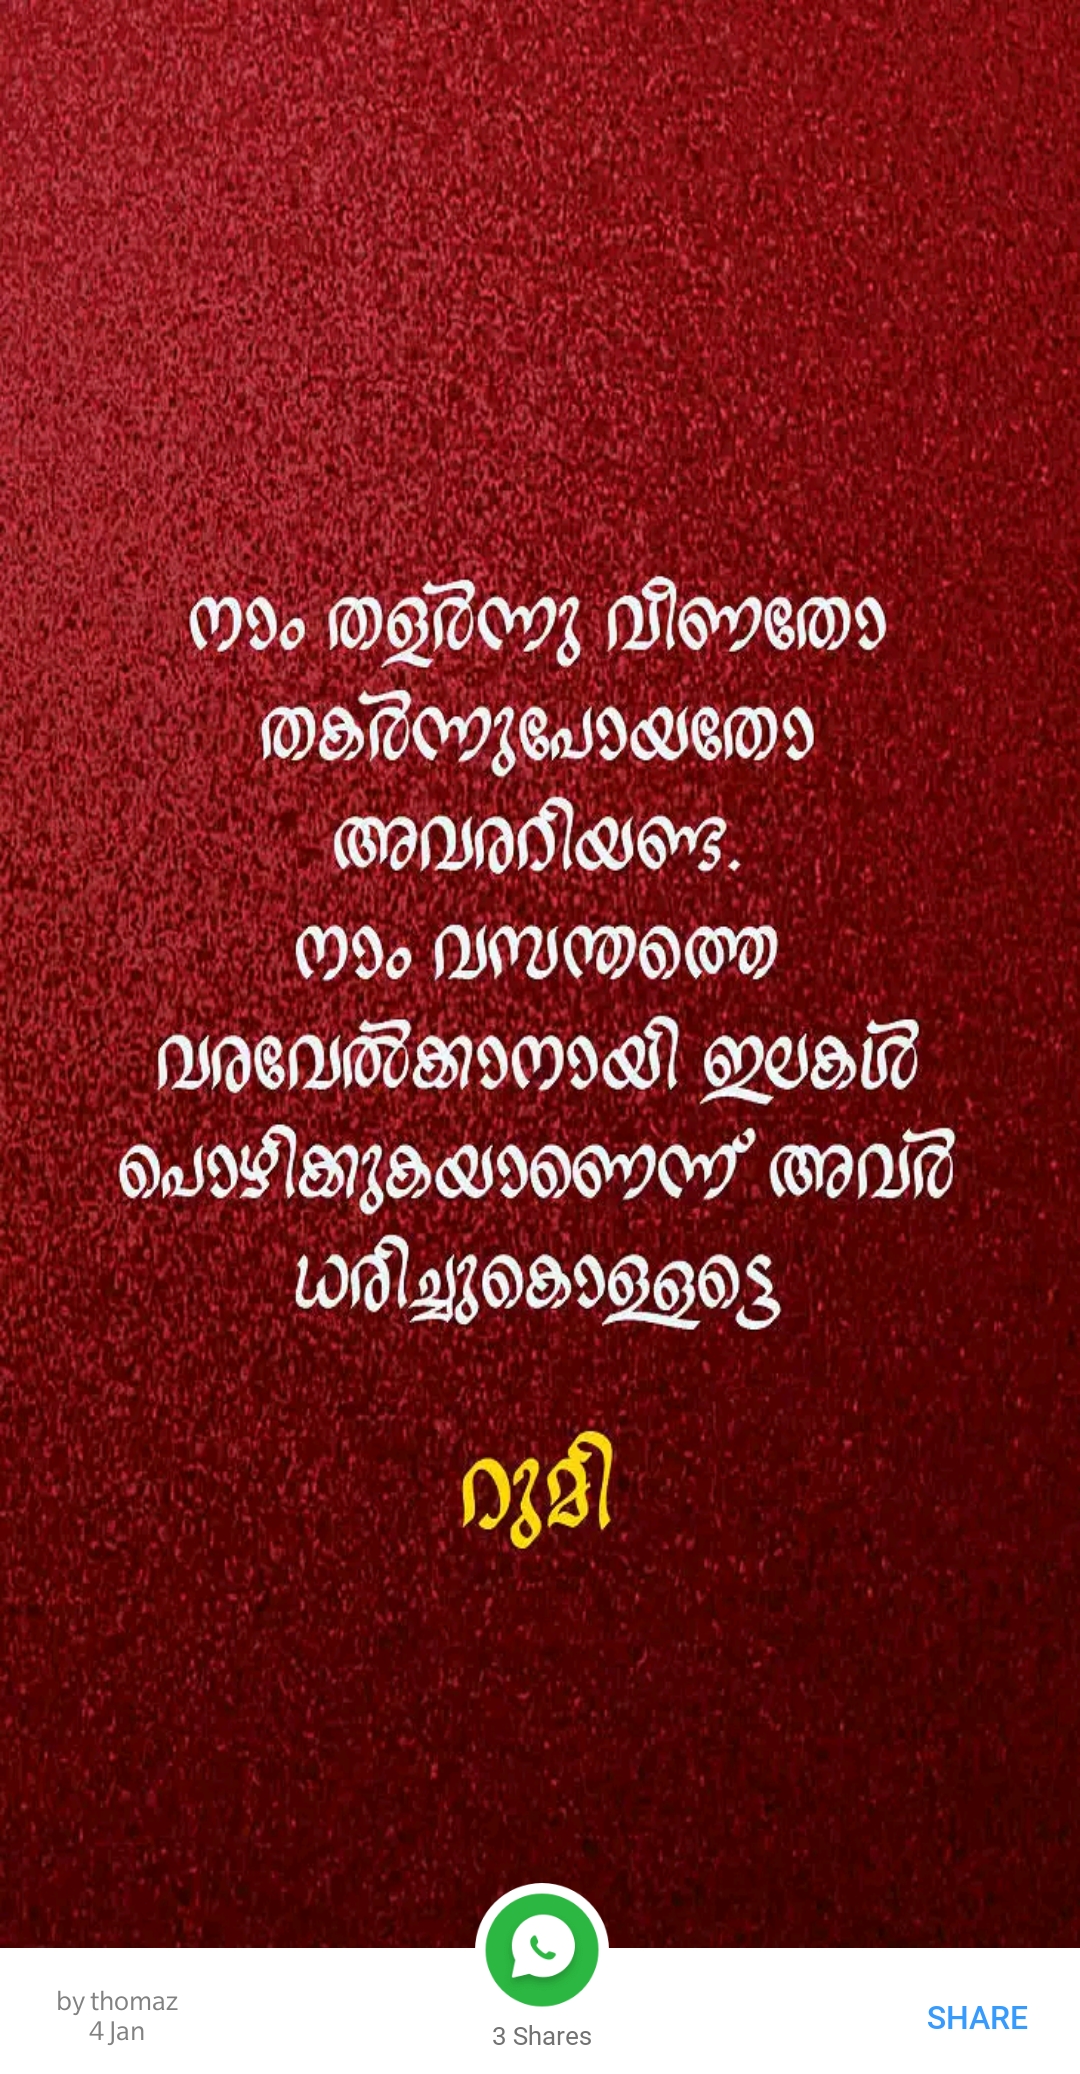 നാം തളർന്നു വീണതോ
തകർന്നുപോയതോ
അവരറിയണ്ട.
നാം വസന്തത്തെ
വരവേൽക്കാനായി ഇലകൾ
പൊഴിക്കുകയാണെന്ന് അവർ
ധരിച്ചുകൊള്ളട്ടെ
റൂമി
by thomaz
4 Jan
3 Shares
SHARE